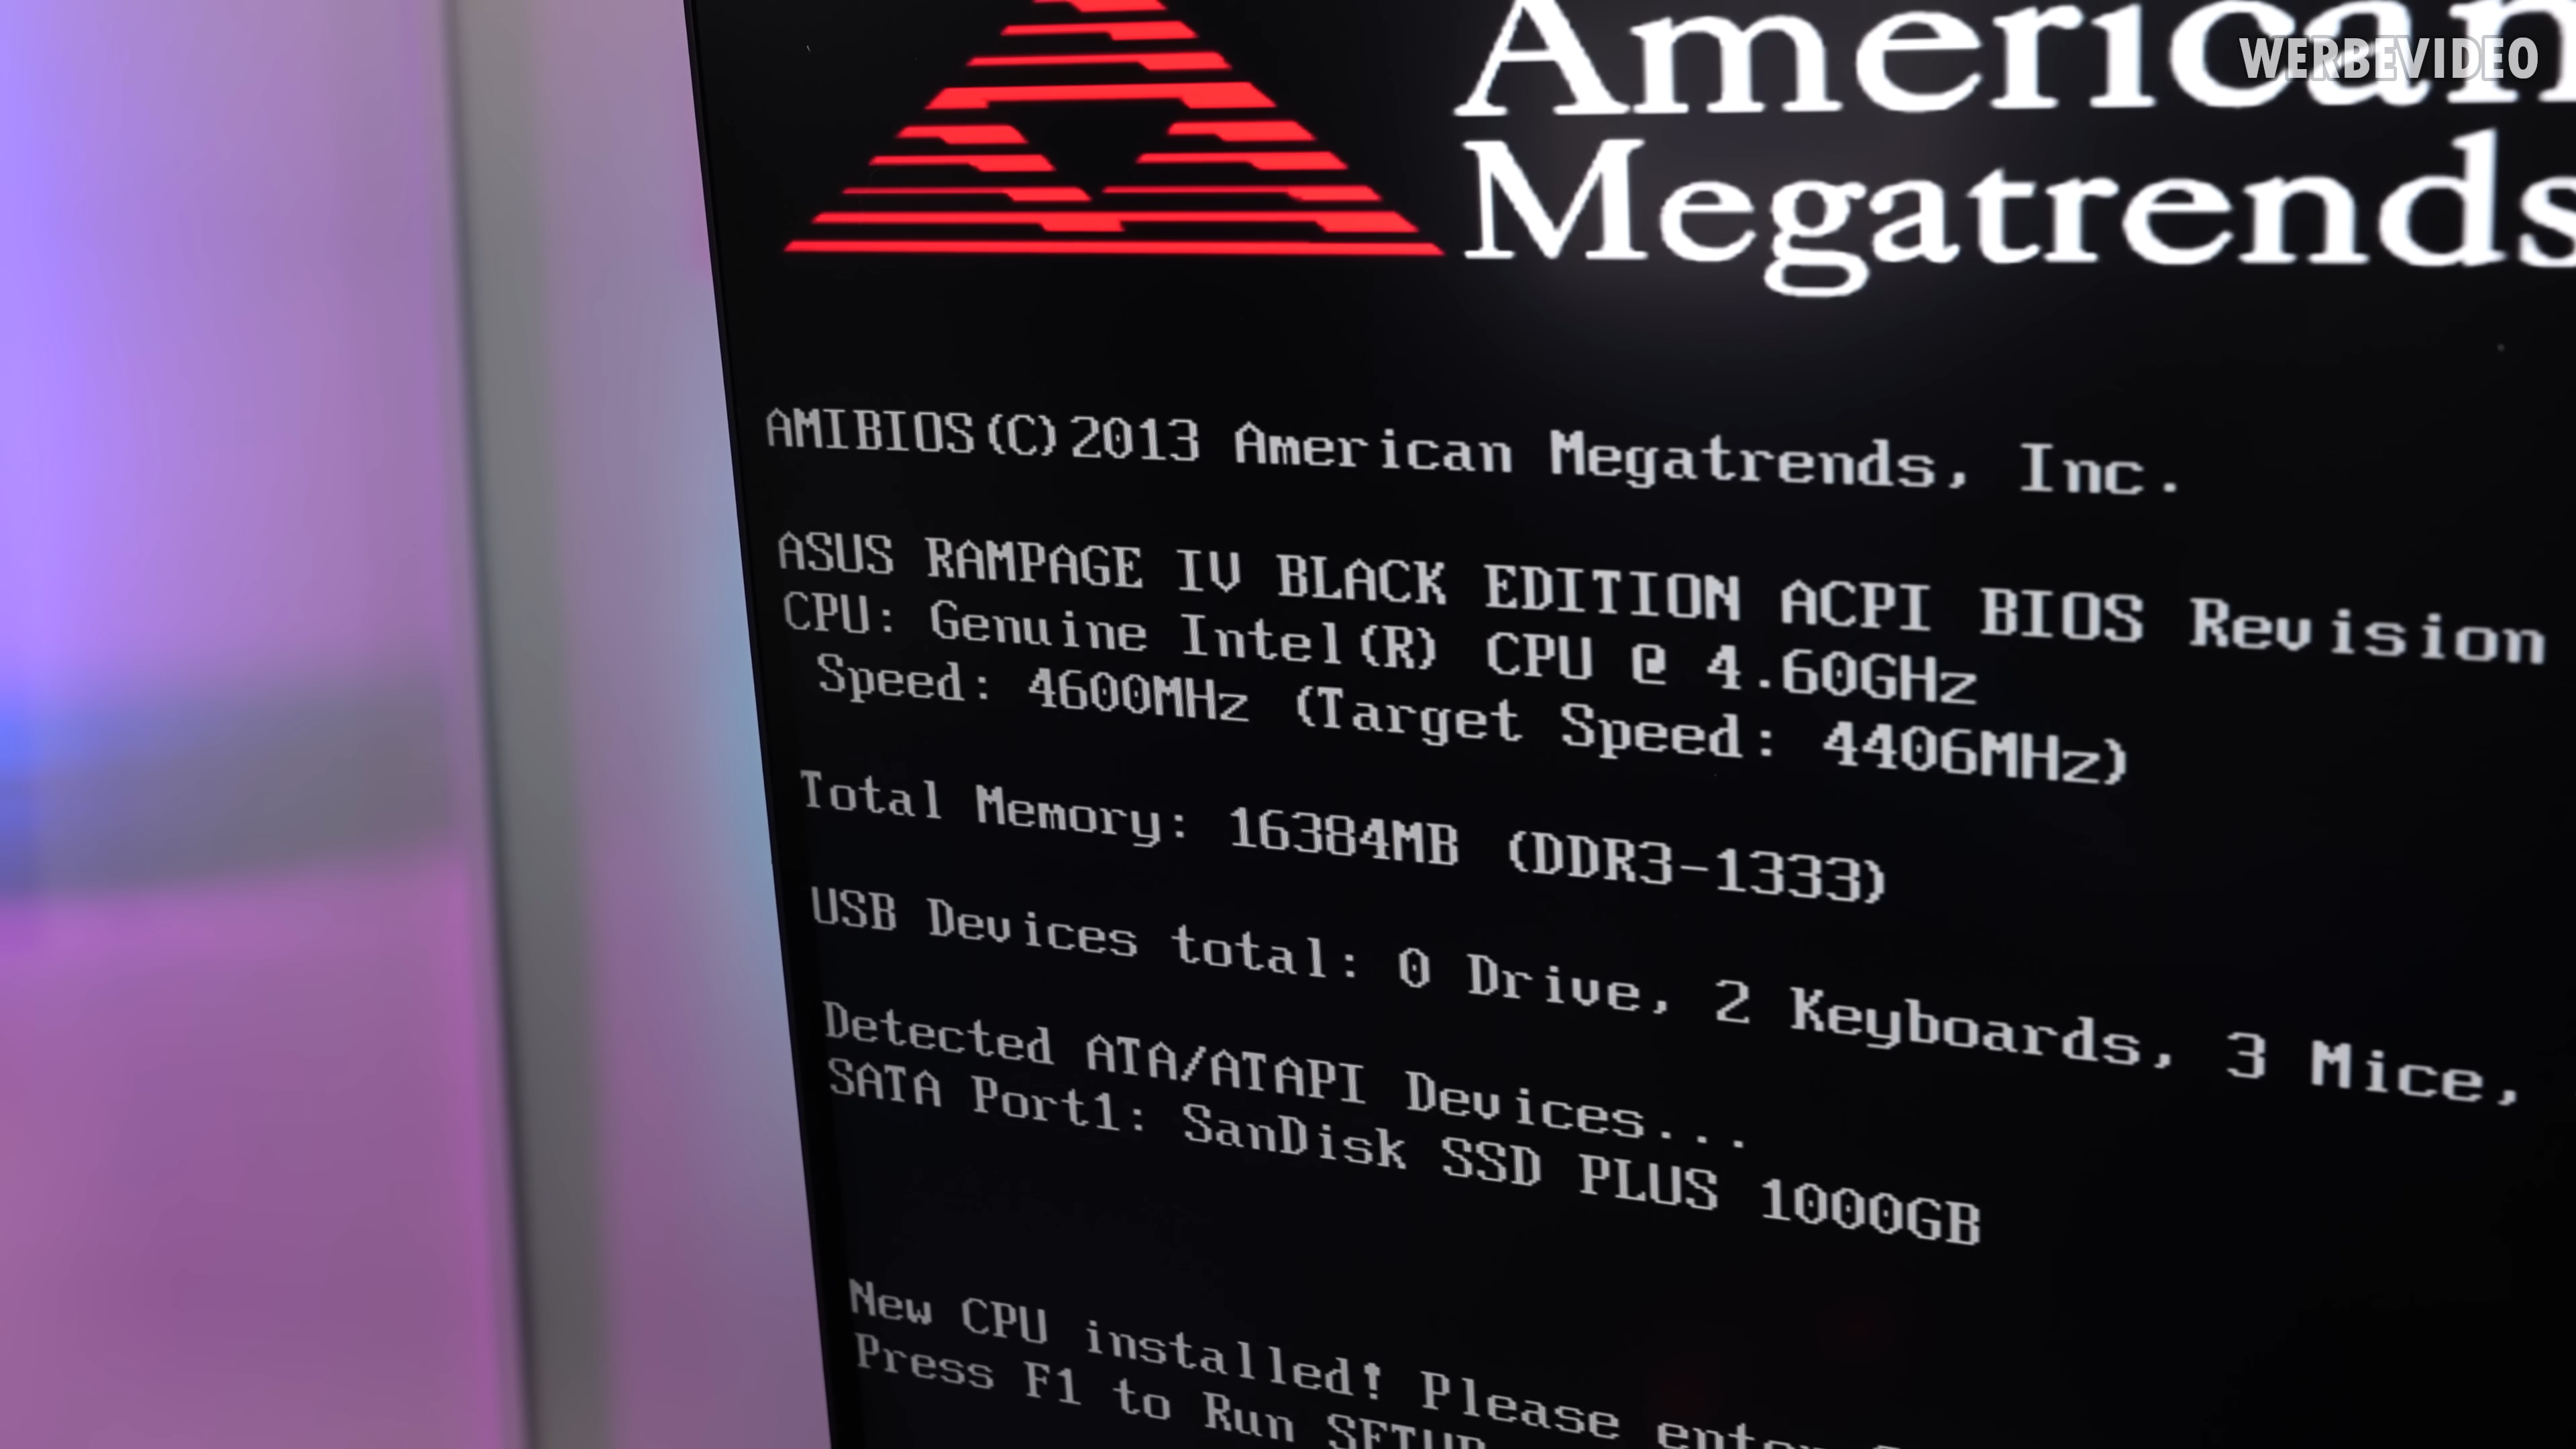 WERBEVIDEO
American
Megatrends
AMIBIOS(C)2013 American Megatrends, Inc.
ASUS RAMPAGE IV BLACK EDITION ACPI BIOS Revision
CPU: Genuine Intel(R) CPU @ 4.60GHz
Speed: 4600MHz (Target Speed: 4406MHz)
Total Memory: 16384MB (DDR3-1333)
USB Devices total: 0 Drive, 2 Keyboards, 3 Mice,
Detected ATA/ATAPI Devices...
SATA Port1: SanDisk SSD PLUS 1000GB
New CPU installed! Please enter
Press F1 to Run SETUP